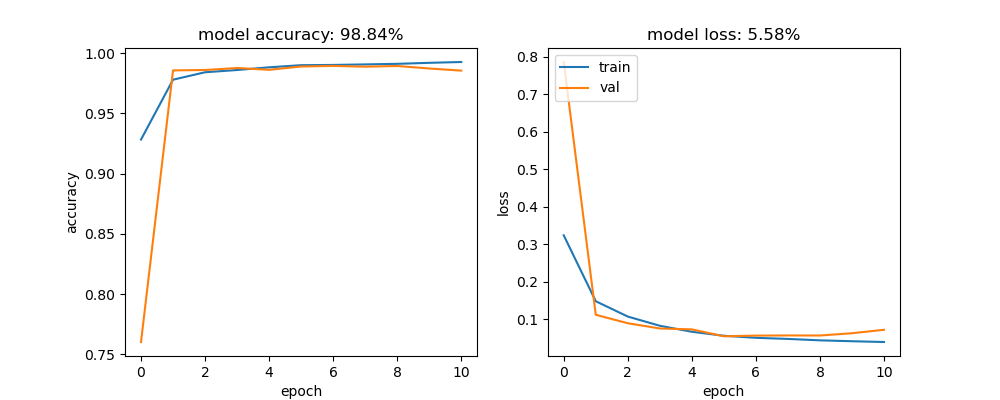 model accuracy: 98.84%
1.00
0.95
0.90
0.85
0.80
0.75
accuracy
0 2 4 6 8 10
epoch
model loss: 5.58%
train
val
0.8
0.7
0.6
0.5
0.4
0.3
0.2
0.1
loss
0 2 4 6 8 10
epoch